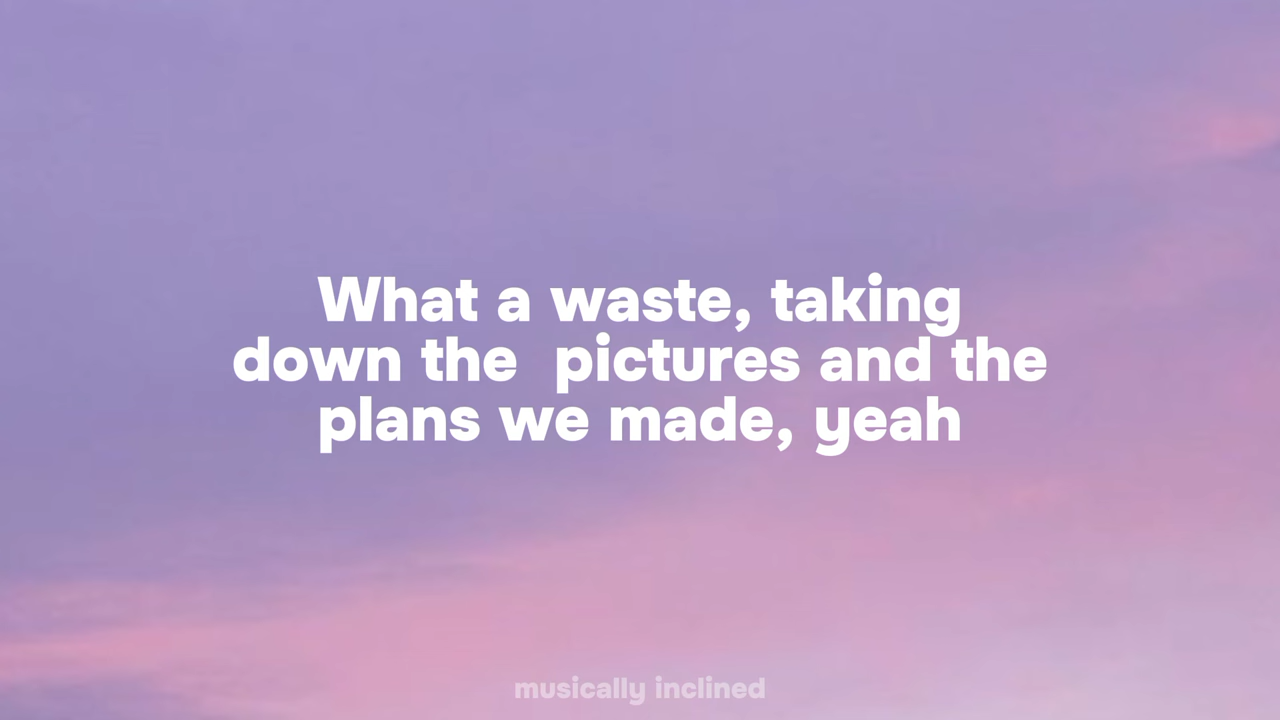 What a waste, taking
down the  pictures and the
plans we made, yeah
musically inclined